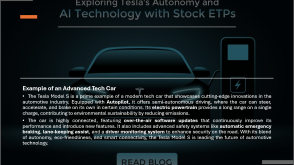 Exploring Tesla's Autonomy and
AI Technology with Stock ETPs
Example of an Advanced Tech Car
• The Tesla Model S is a prime example of a modern tech car that showcases cutting-edge innovations in the
automotive industry. Equipped with Autopilot, it offers semi-autonomous driving, where the car can steer,
accelerate, and brake on its own in certain conditions. Its electric powertrain provides a long range on a single
charge, contributing to environmental sustainability by reducing emissions.
• The car is highly connected, featuring over-the-air software updates that continuously improve its
performance and introduce new features. It also includes advanced safety systems like automatic emergency
braking, lane-keeping assist, and a driver monitoring system to enhance security on the road. With its blend
of autonomy, eco-friendliness, and smart connectivity, the Tesla Model S is leading the future of automotive
technology.
READ BLOG